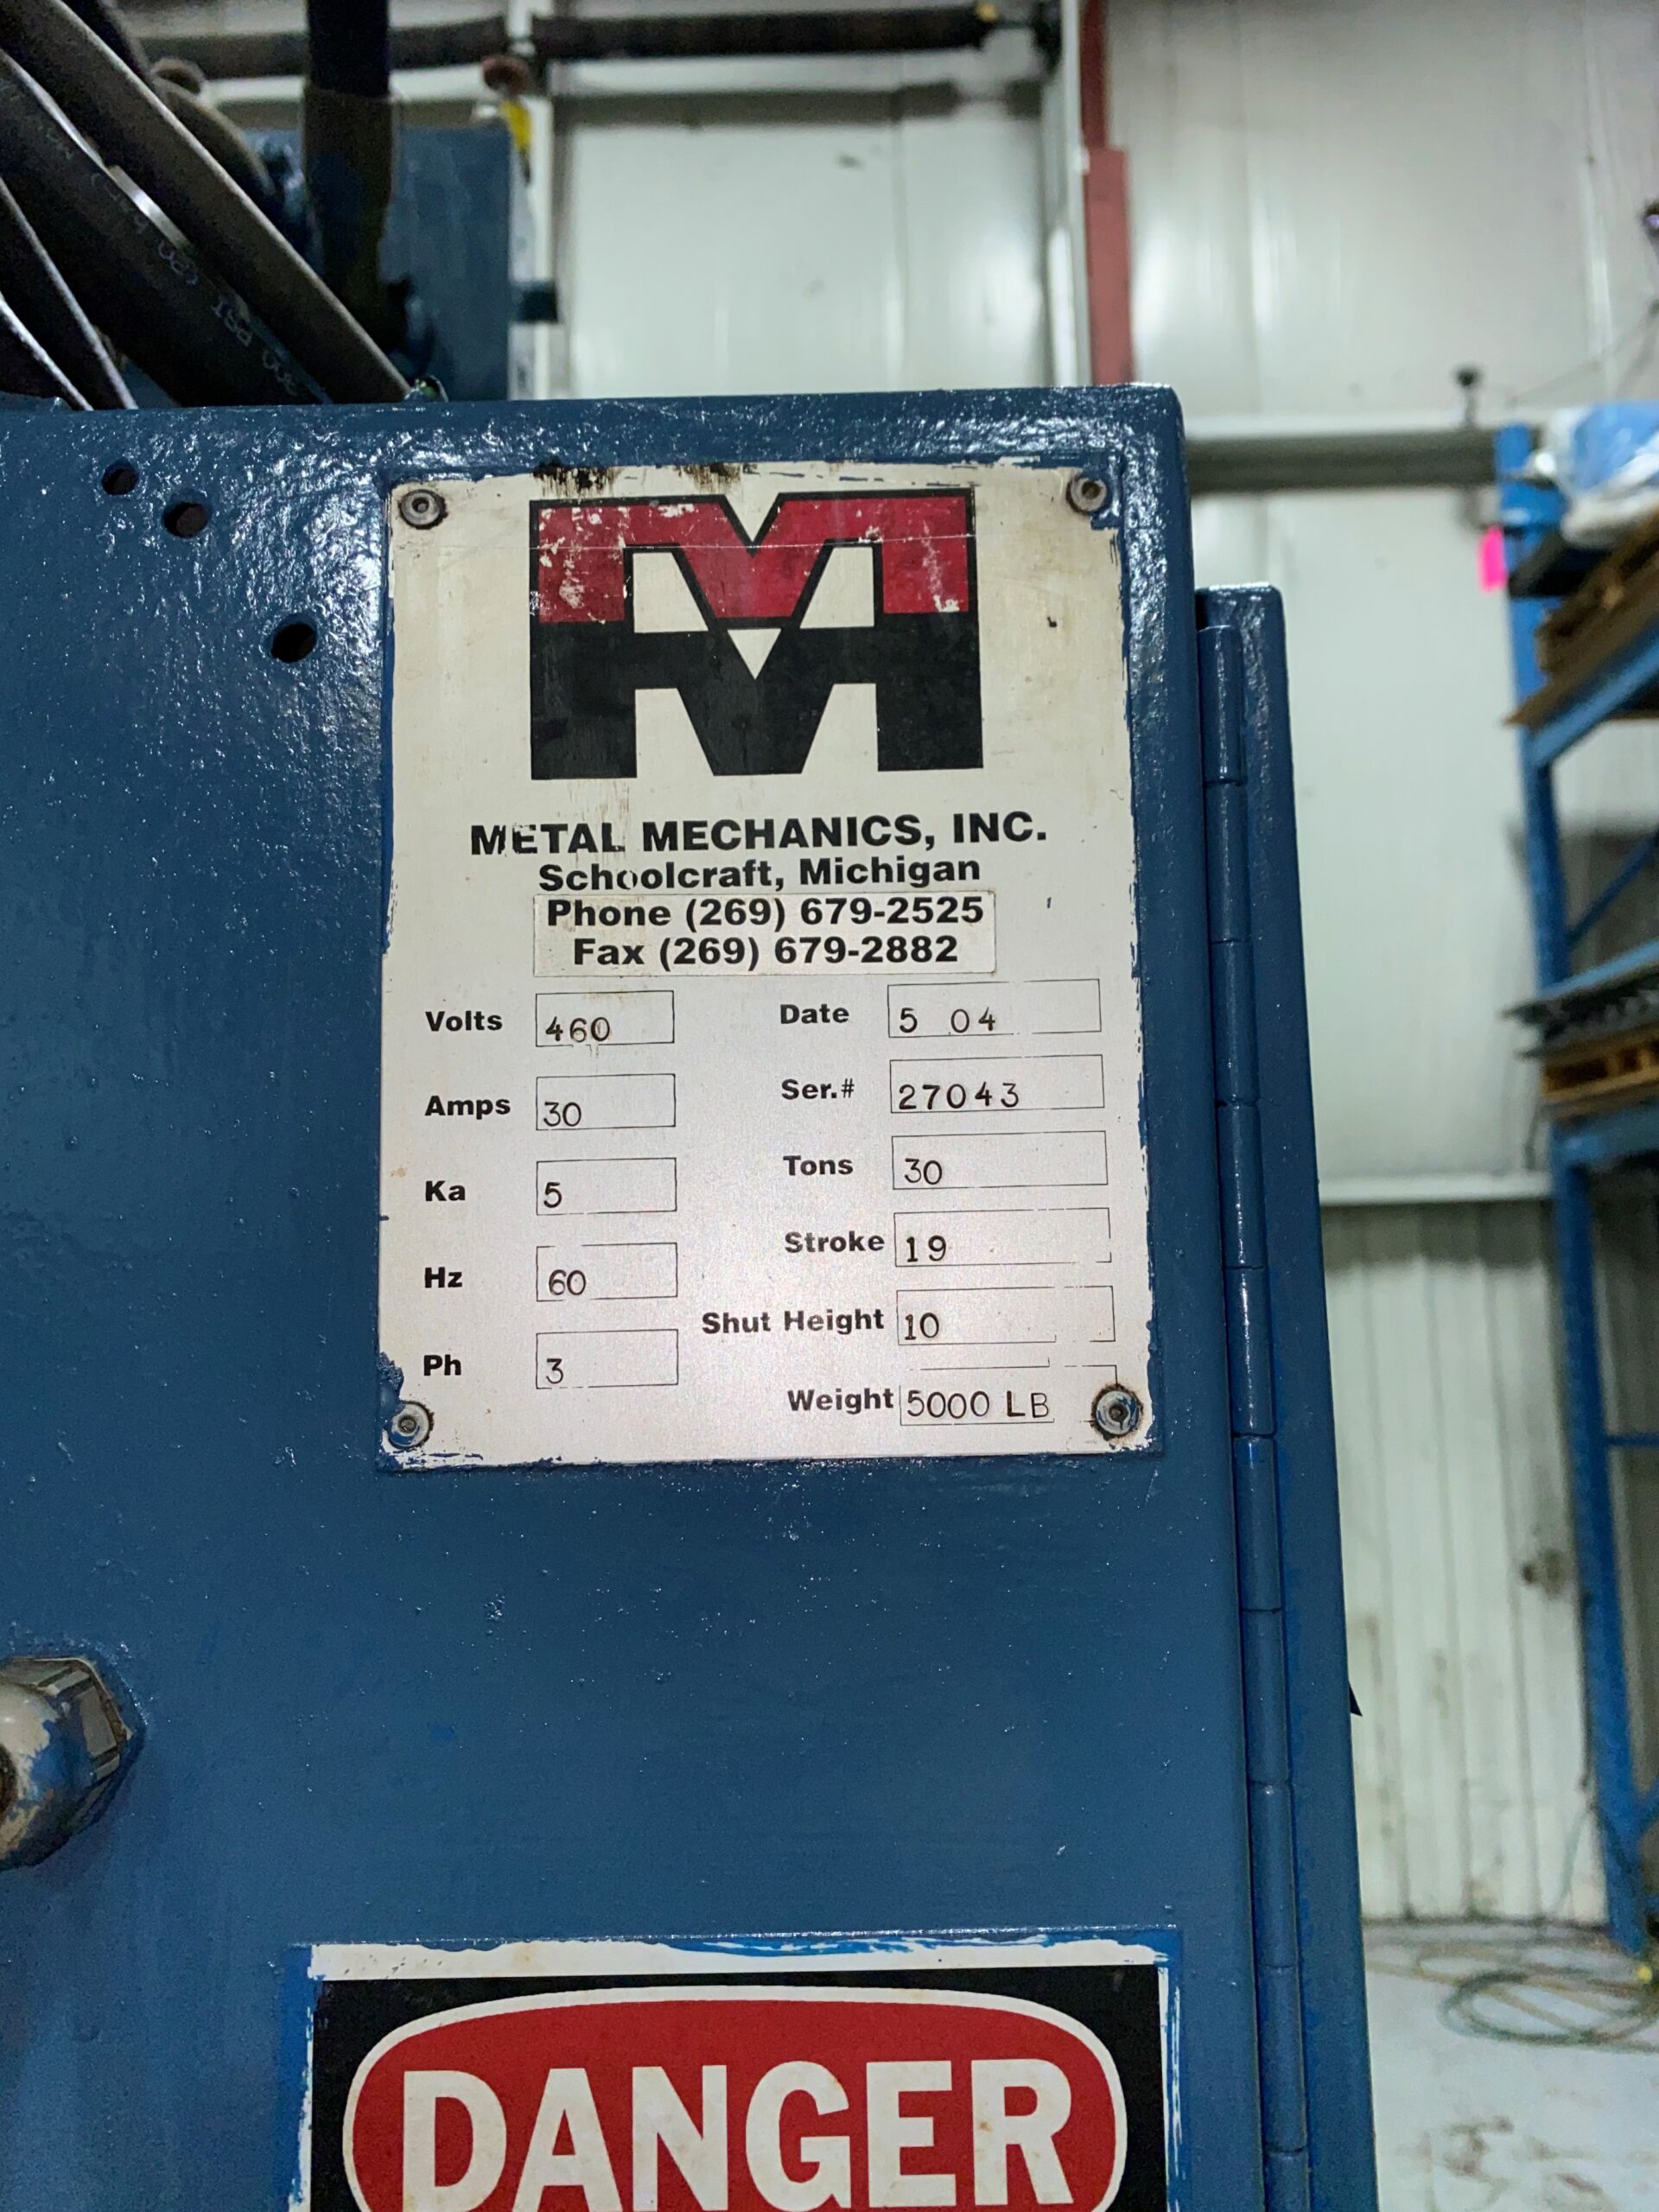 METAL MECHANICS, INC.
Schoolcraft, Michigan
Phone (269) 679-2525
Fax (269) 679-2882
Volts 460
Amps 30
Ka 5
Hz 60
Ph 3
Date 5 04
Ser.# 27043
Tons 30
Stroke 19
Shut Height 10
Weight 5000 LB
DANGER
PSI